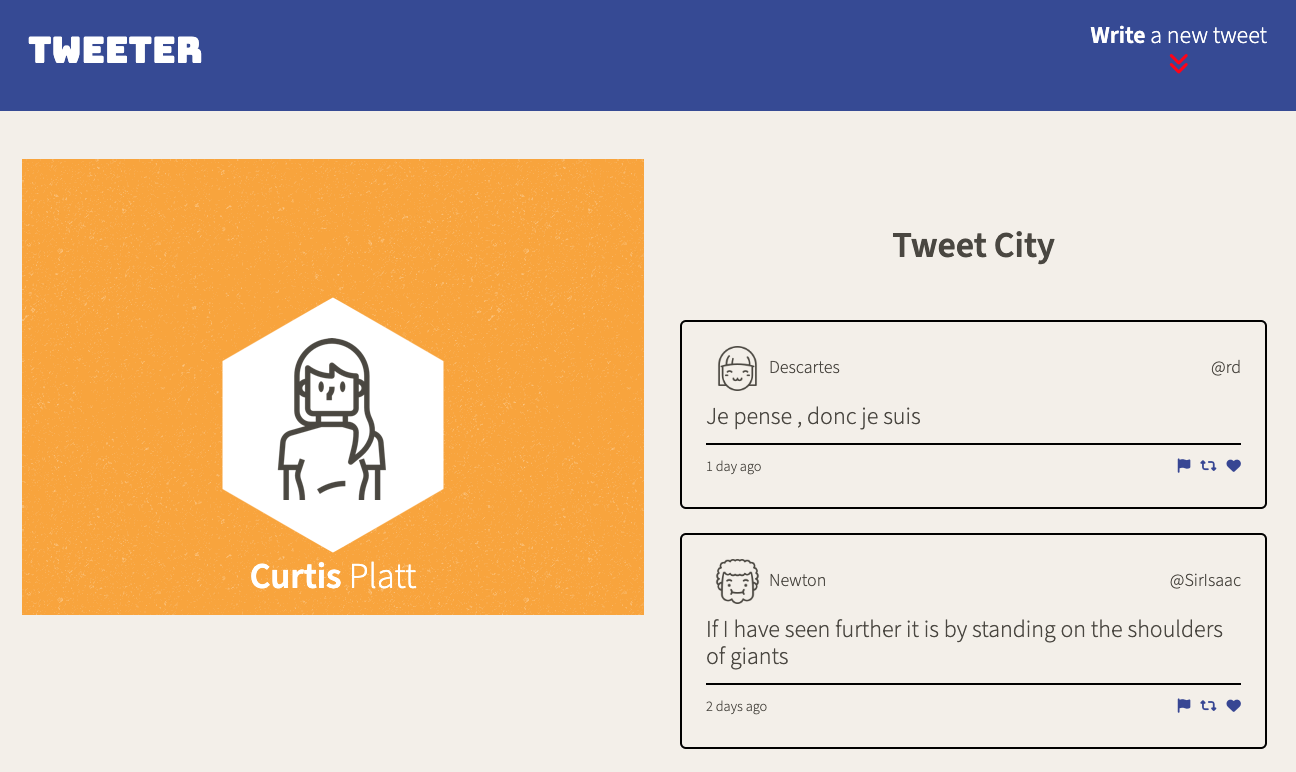 TWEETER
Write a new tweet
Curtis Platt
Tweet City
Descartes
@rd
Je pense , donc je suis
1 day ago
Newton
@SirIsaac
If I have seen further it is by standing on the shoulders
of giants
2 days ago